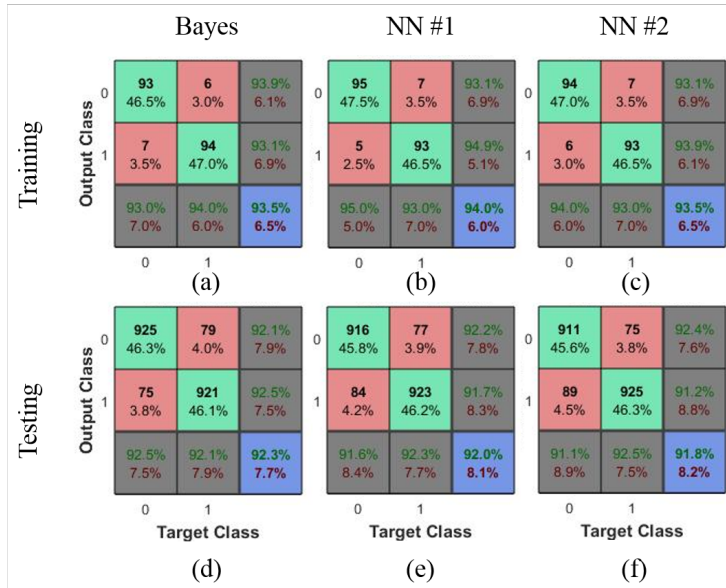 Bayes NN #1 NN #2
Training
Output Class
0 93 6 93.9% 0 95 7 93.1% 0 94 7 93.1%
46.5% 3.0% 6.1% 47.5% 3.5% 6.9% 47.0% 3.5% 6.9%
1 7 94 93.1% 1 5 93 94.9% 1 6 93 93.9%
3.5% 47.0% 6.9% 2.5% 46.5% 5.1% 3.0% 46.5% 6.1%
93.0% 94.0% 93.5% 95.0% 93.0% 94.0% 94.0% 93.0% 93.5%
7.0% 6.0% 6.5% 5.0% 7.0% 6.0% 6.0% 7.0% 6.5%
0 1 0 1 0 1
(a) (b) (c)
Testing
Output Class
0 925 79 92.1% 0 916 77 92.2% 0 911 75 92.4%
46.3% 4.0% 7.9% 45.8% 3.9% 7.8% 45.6% 3.8% 7.6%
1 75 921 92.5% 1 84 923 91.7% 1 89 925 91.2%
3.8% 46.1% 7.5% 4.2% 46.2% 8.3% 4.5% 46.3% 8.8%
92.5% 92.1% 92.3% 91.6% 92.3% 92.0% 91.1% 92.5% 91.8%
7.5% 7.9% 7.7% 8.4% 7.7% 8.1% 8.9% 7.5% 8.2%
0 1 0 1 0 1
Target Class Target Class Target Class
(d) (e) (f)